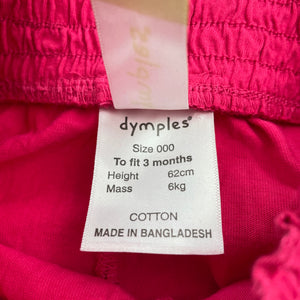 dymples
Size 000
To fit 3 months
Height 62cm
Mass 6kg
COTTON
MADE IN BANGLADESH